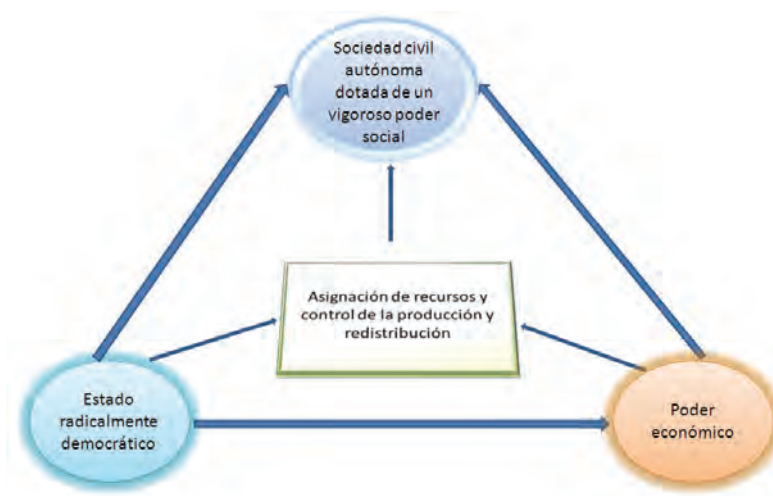 Sociedad civil
autónoma
dotada de un
vigoroso poder
social
Asignación de recursos y
control de la producción y
redistribución
Estado
radicalmente
democrático
Poder
económico